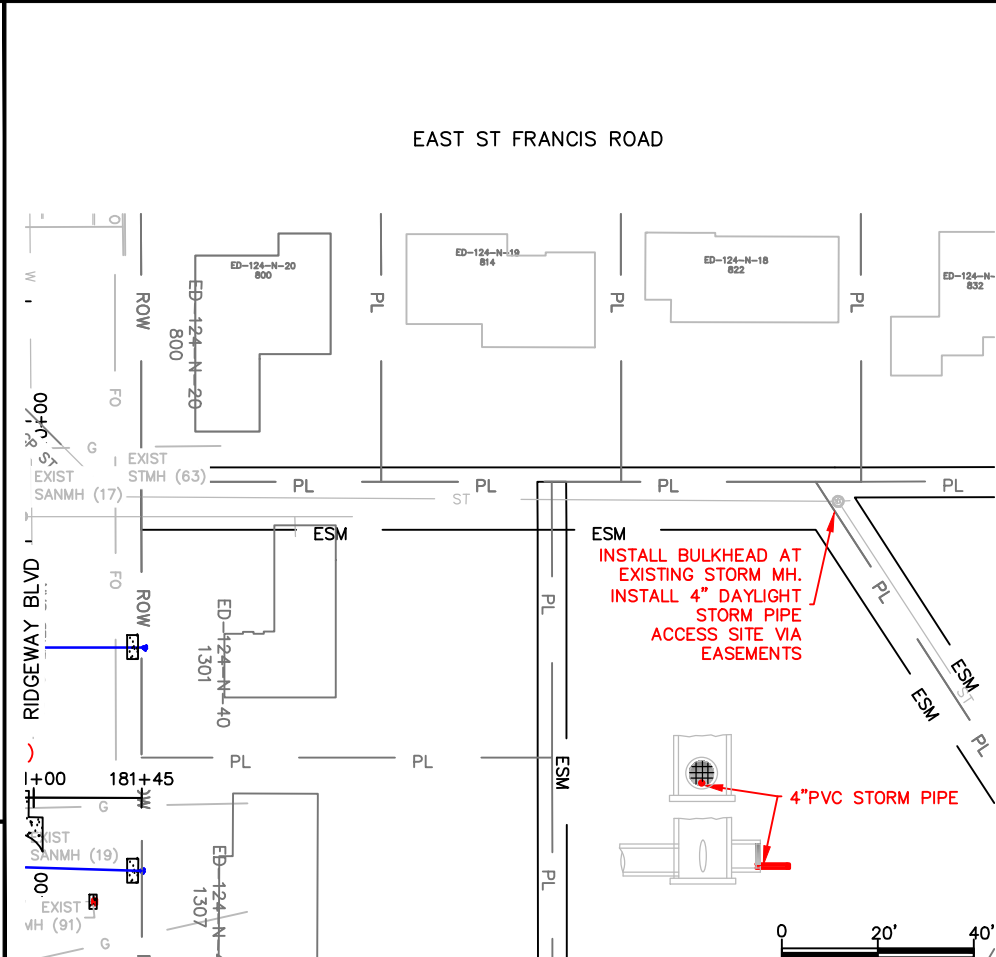 EAST ST FRANCIS ROAD
ED-124-N-20
800
ED-124-N-19
814
ED-124-N-18
822
ED-124-N-
832
ROW
PL
PL
PL
ED-124-N-20
800
W
FO
G
EXIST
STMH (63)
EXIST
SANMH (17)
ST
PL
PL
ST
PL
PL
ESM
ESM
INSTALL BULKHEAD AT
EXISTING STORM MH.
INSTALL 4" DAYLIGHT
STORM PIPE
ACCESS SITE VIA
EASEMENTS
RIDGEWAY BLVD
FO
ROW
ED-124-N-40
1301
PL
PL
ESM
ESM
ST
PL
PL
PL
ESM
+00
181+45
G
4"PVC STORM PIPE
SANMH (19)
ED-124-N-
1307
PL
EXIST
MH (91)
G
0
20'
40'